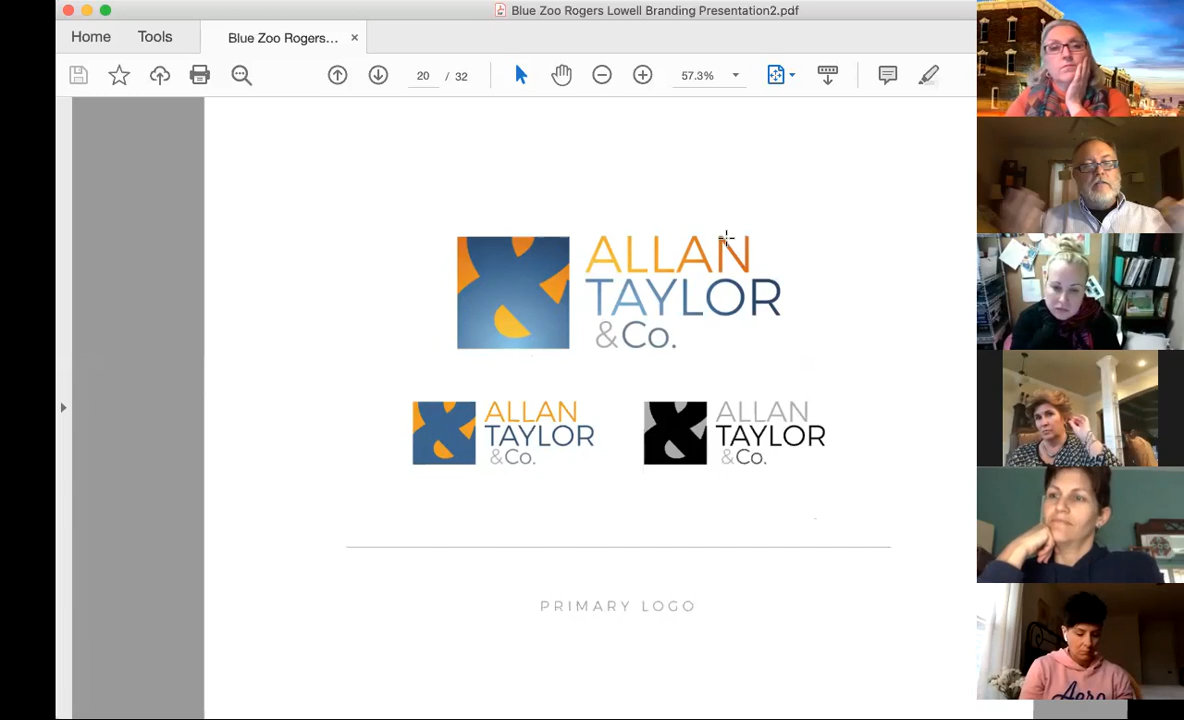 Blue Zoo Rogers Lowell Branding Presentation2.pdf
Home Tools Blue Zoo Rogers... ×
20 / 32 57.3%
ALLAN
TAYLOR
&Co.
ALLAN
TAYLOR
&Co.
ALLAN
TAYLOR
&Co.
PRIMARY LOGO
Aero